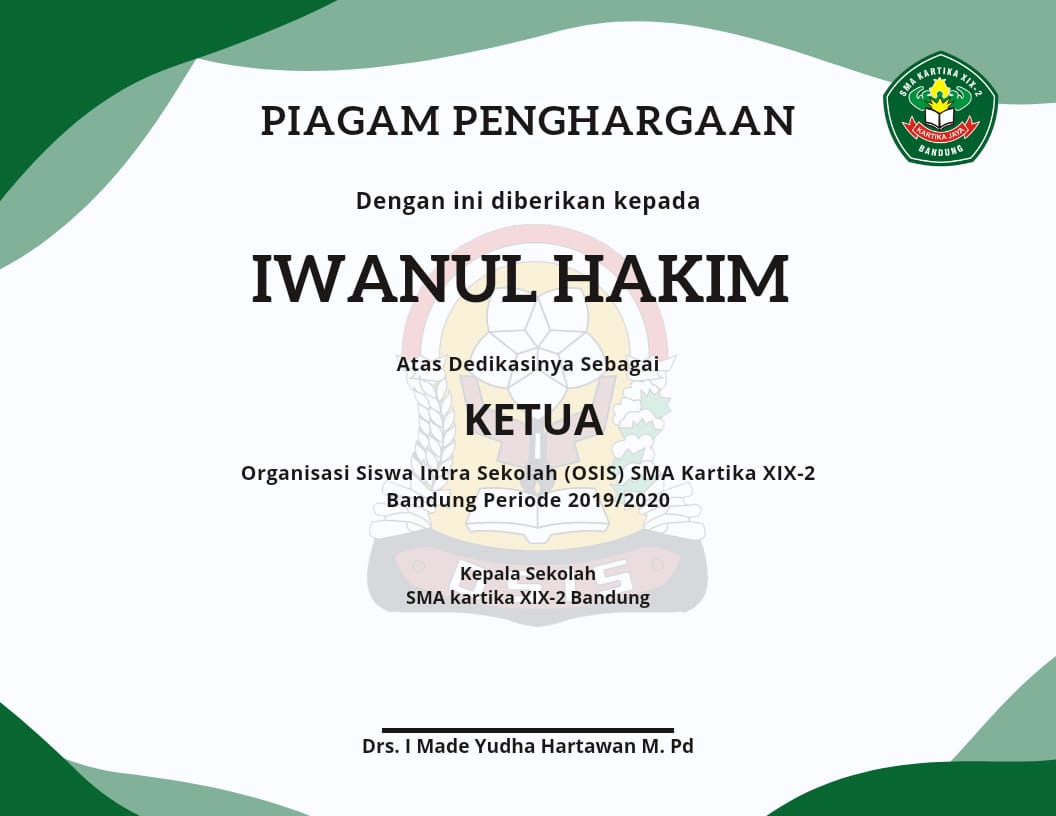 PIAGAM PENGHARGAAN
SMA KARTIKA XIX-2
KARTIKA JAYA
BANDUNG
Dengan ini diberikan kepada
IWANUL HAKIM
Atas Dedikasinya Sebagai
KETUA
Organisasi Siswa Intra Sekolah (OSIS) SMA Kartika XIX-2
Bandung Periode 2019/2020
OSIS
Kepala Sekolah
SMA kartika XIX-2 Bandung
Drs. I Made Yudha Hartawan M. Pd